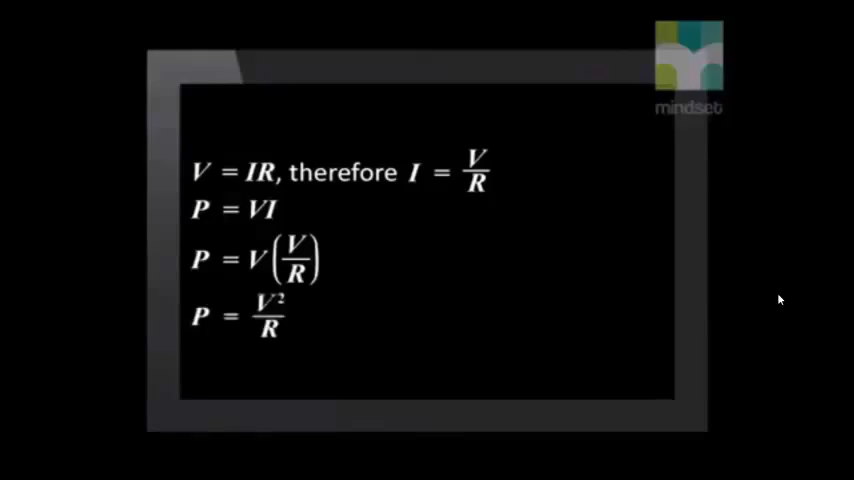 mindset
V = IR, therefore I = V/R
P = VI
P = V(V/R)
P = V²/R